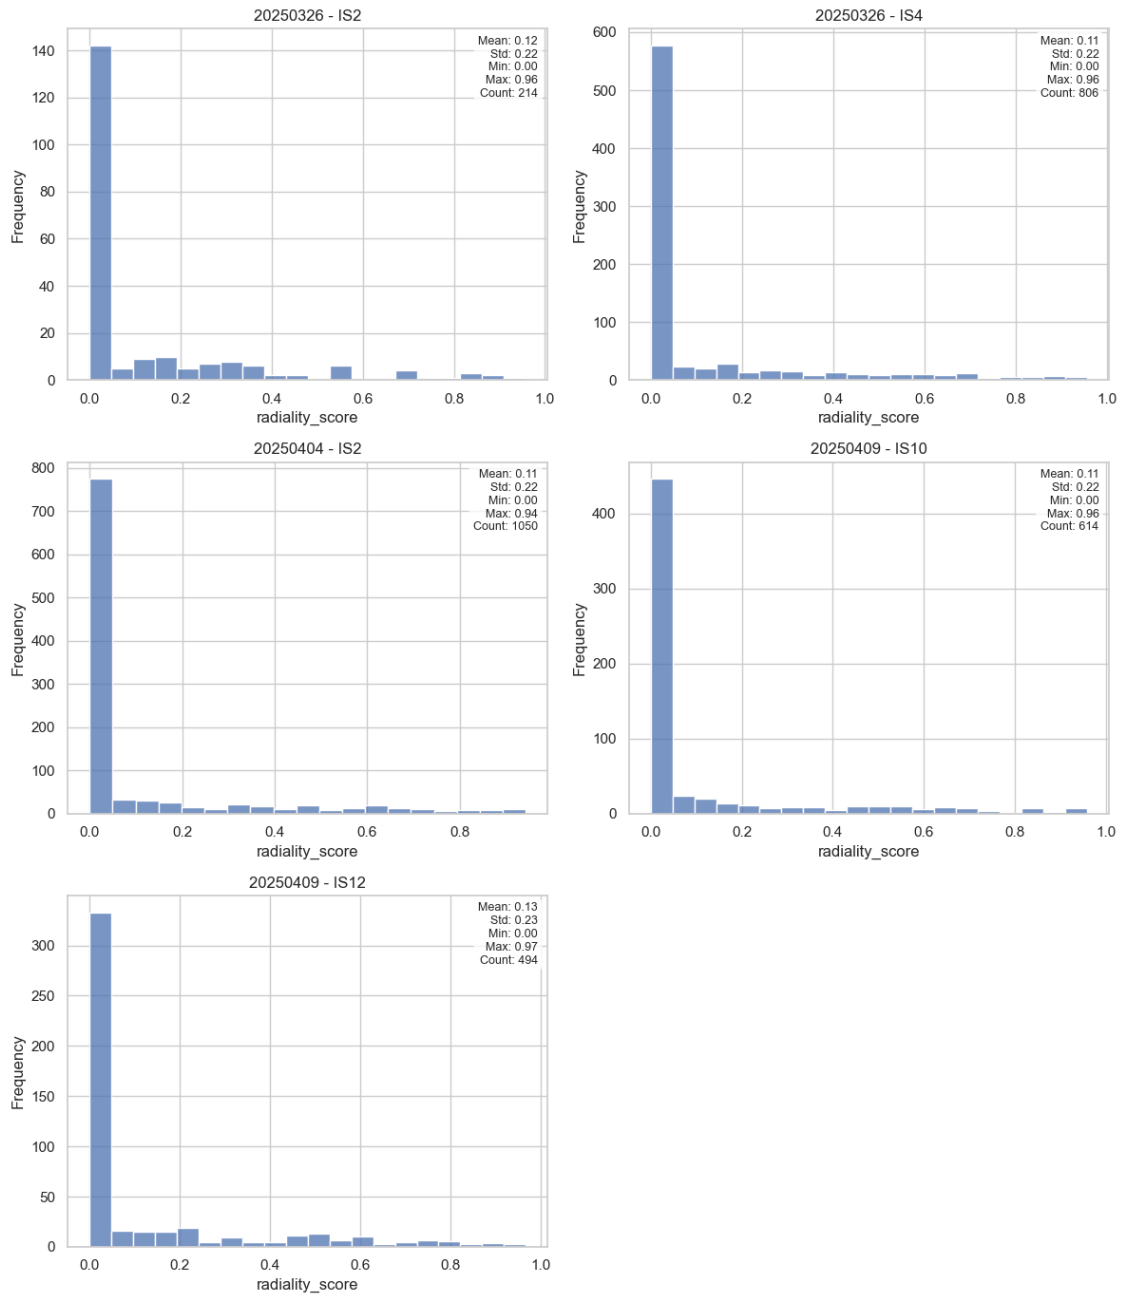 20250326 - IS2
Mean: 0.12
Std: 0.22
Min: 0.00
Max: 0.96
Count: 214
140
120
100
80
60
40
20
0
Frequency
0.0 0.2 0.4 0.6 0.8 1.0
radiality_score
20250326 - IS4
Mean: 0.11
Std: 0.22
Min: 0.00
Max: 0.96
Count: 806
600
500
400
300
200
100
0
Frequency
0.0 0.2 0.4 0.6 0.8 1.0
radiality_score
20250404 - IS2
Mean: 0.11
Std: 0.22
Min: 0.00
Max: 0.94
Count: 1050
800
700
600
500
400
300
200
100
0
Frequency
0.0 0.2 0.4 0.6 0.8
radiality_score
20250409 - IS10
Mean: 0.11
Std: 0.22
Min: 0.00
Max: 0.96
Count: 614
400
300
200
100
0
Frequency
0.0 0.2 0.4 0.6 0.8 1.0
radiality_score
20250409 - IS12
Mean: 0.13
Std: 0.23
Min: 0.00
Max: 0.97
Count: 494
300
250
200
150
100
50
0
Frequency
0.0 0.2 0.4 0.6 0.8 1.0
radiality_score